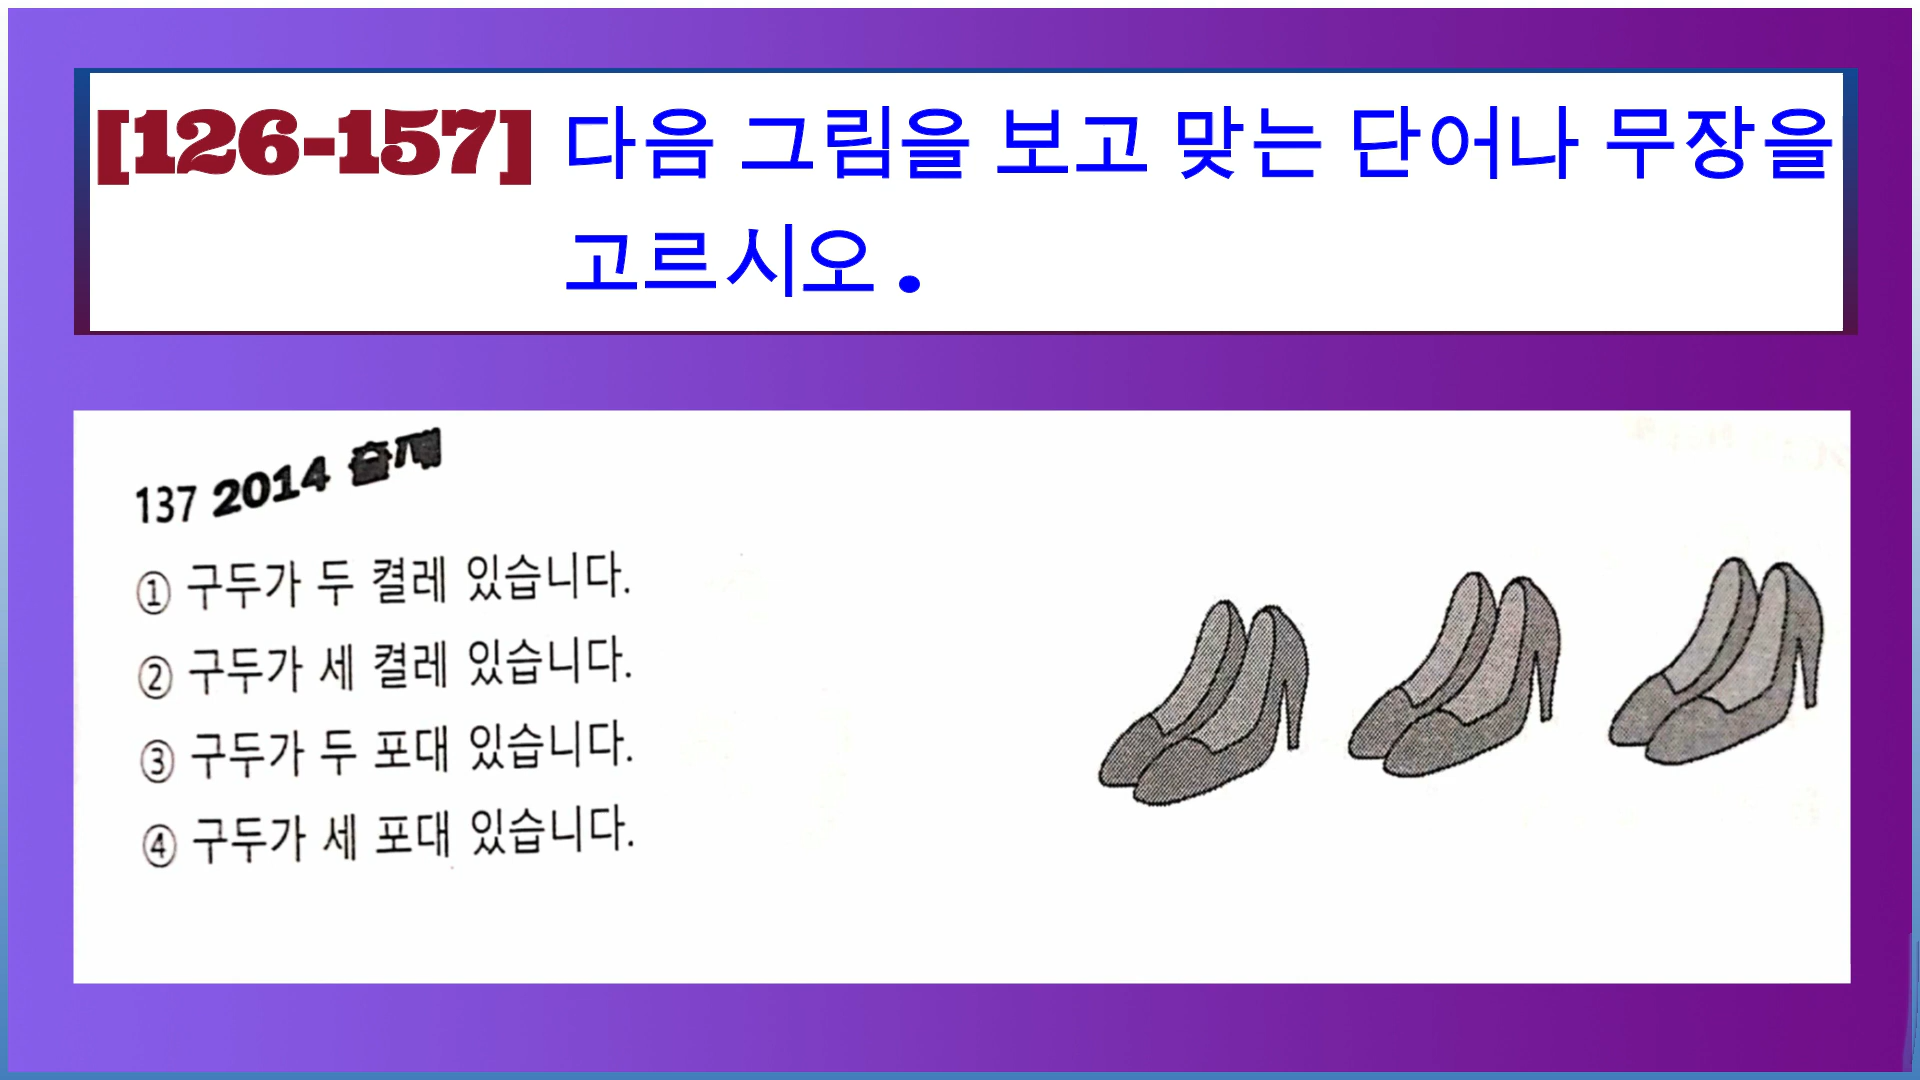 [126-157] 다음 그림을 보고 맞는 단어나 무장을
고르시오.
137 2014 출제
① 구두가 두 켤레 있습니다.
② 구두가 세 켤레 있습니다.
③ 구두가 두 포대 있습니다.
④ 구두가 세 포대 있습니다.